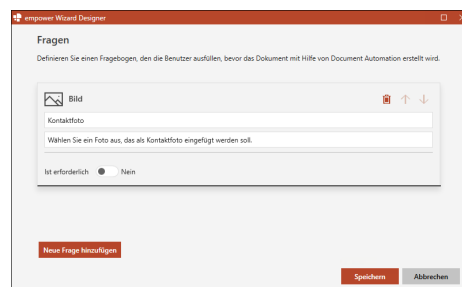 empower Wizard Designer
Fragen
Definieren Sie einen Fragebogen, den die Benutzer ausfüllen, bevor das Dokument mit Hilfe von Document Automation erstellt wird.
Bild
Kontaktfoto
Wählen Sie ein Foto aus, das als Kontaktfoto eingefügt werden soll.
Ist erforderlich Nein
Neue Frage hinzufügen
Speichern Abbrechen